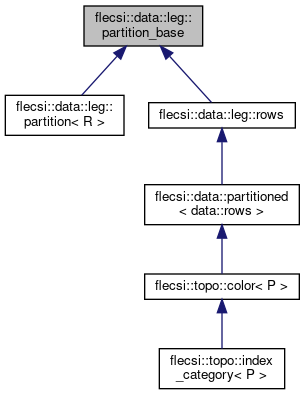 flecsi::data::leg::
partition_base
flecsi::data::leg::
partition< R >
flecsi::data::leg::rows
flecsi::data::partitioned
< data::rows >
flecsi::topo::color< P >
flecsi::topo::index
_category< P >